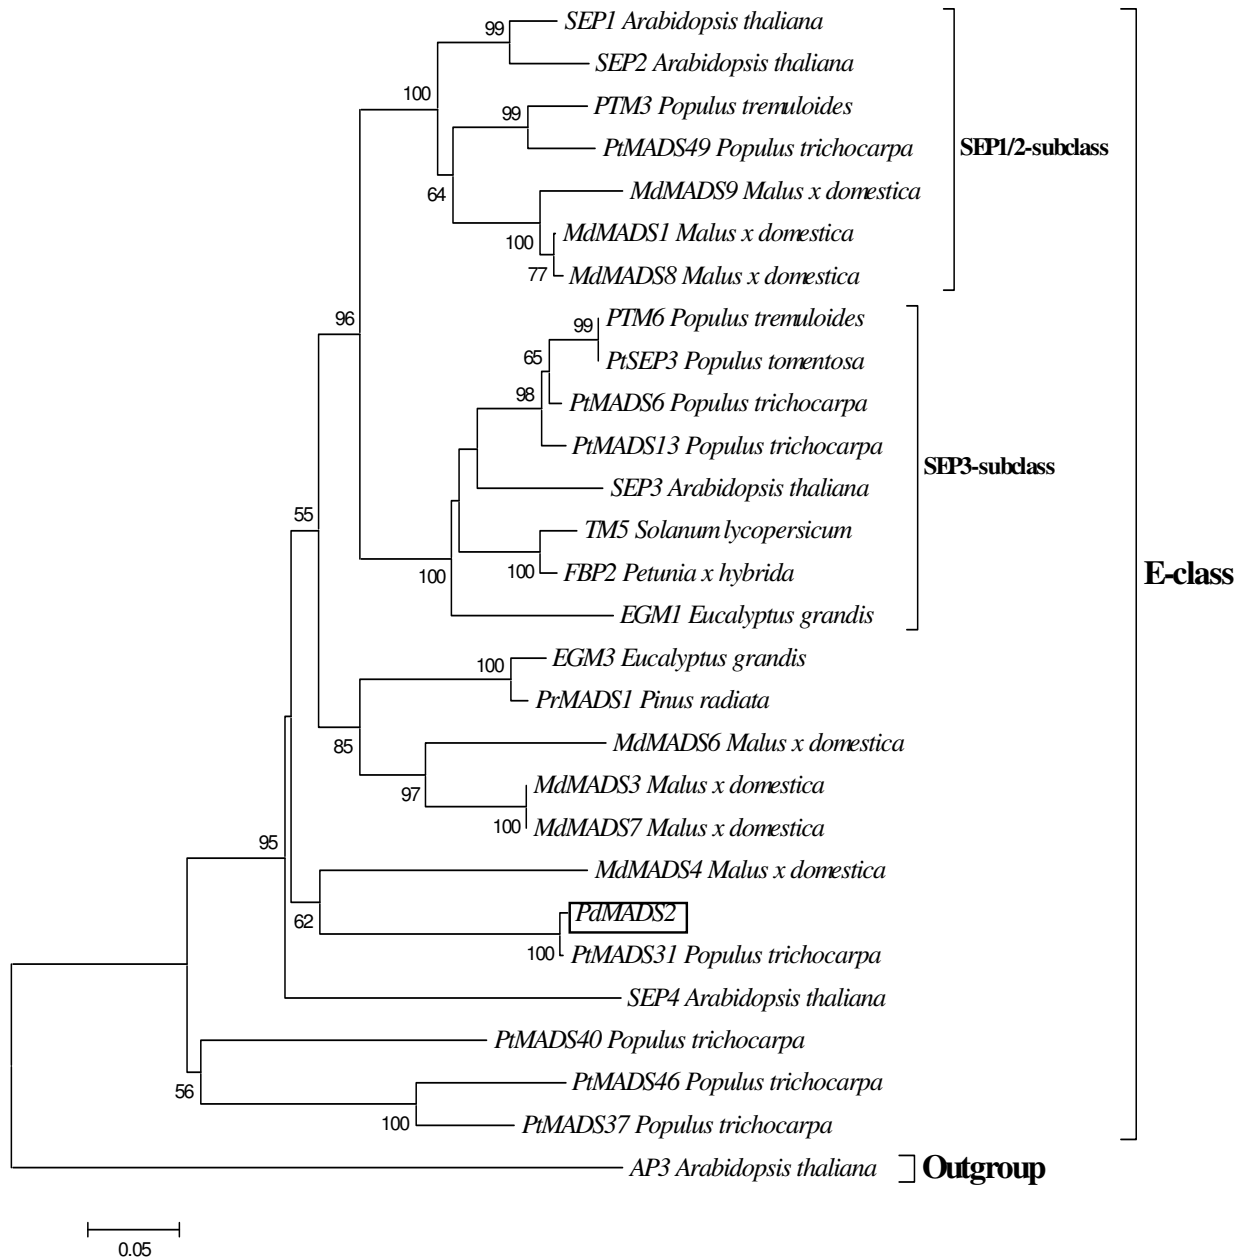 SEP1 Arabidopsis thaliana
99
SEP2 Arabidopsis thaliana
100
PTM3 Populus tremuloides
99
PtMADS49 Populus trichocarpa
SEP1/2-subclass
64
MdMADS9 Malus x domestica
MdMADS1 Malus x domestica
100
MdMADS8 Malus x domestica
77
96
PTM6 Populus tremuloides
99
PtSEP3 Populus tomentosa
65
PtMADS6 Populus trichocarpa
98
PtMADS13 Populus trichocarpa
SEP3-subclass
SEP3 Arabidopsis thaliana
55
TM5 Solanum lycopersicum
FBP2 Petunia x hybrida
100
100
E-class
EGM1 Eucalyptus grandis
EGM3 Eucalyptus grandis
100
PrMADS1 Pinus radiata
85
MdMADS6 Malus x domestica
97
MdMADS3 Malus x domestica
MdMADS7 Malus x domestica
100
95
MdMADS4 Malus x domestica
62
PdMADS2
PtMADS31 Populus trichocarpa
100
SEP4 Arabidopsis thaliana
PtMADS40 Populus trichocarpa
56
PtMADS46 Populus trichocarpa
PtMADS37 Populus trichocarpa
100
AP3 Arabidopsis thaliana
Outgroup
0.05